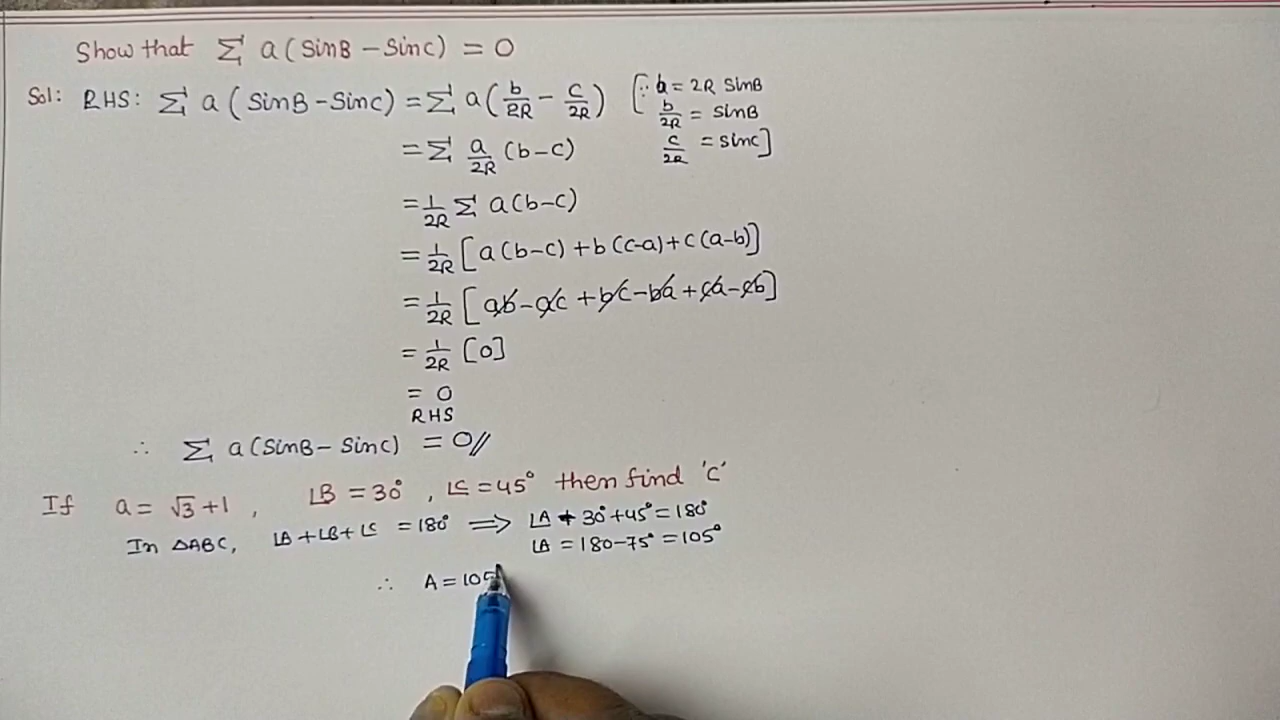 Show that Σ a (SinB – Sinc) = 0
Sol: RHS: Σ a (SinB – Sinc) = Σ a (b/2R – c/2R) [∵ b = 2R SinB
b/2R = sinB
c/2R = sinc]
= Σ a/2R (b–c)
= 1/2R Σ a(b–c)
= 1/2R [a(b–c) + b(c–a) + c(a–b)]
= 1/2R [ab – ac + bc – ba + ca – cb]
= 1/2R [0]
= 0
RHS
∴ Σ a (SinB – Sinc) = 0//
If a = √3 + 1, ∠B = 30°, ∠C = 45° then find 'C'
In ΔABC, ∠A + ∠B + ∠C = 180° ⟹ ∠A + 30° + 45° = 180°
∠A = 180 – 75° = 105°
∴ A = 105